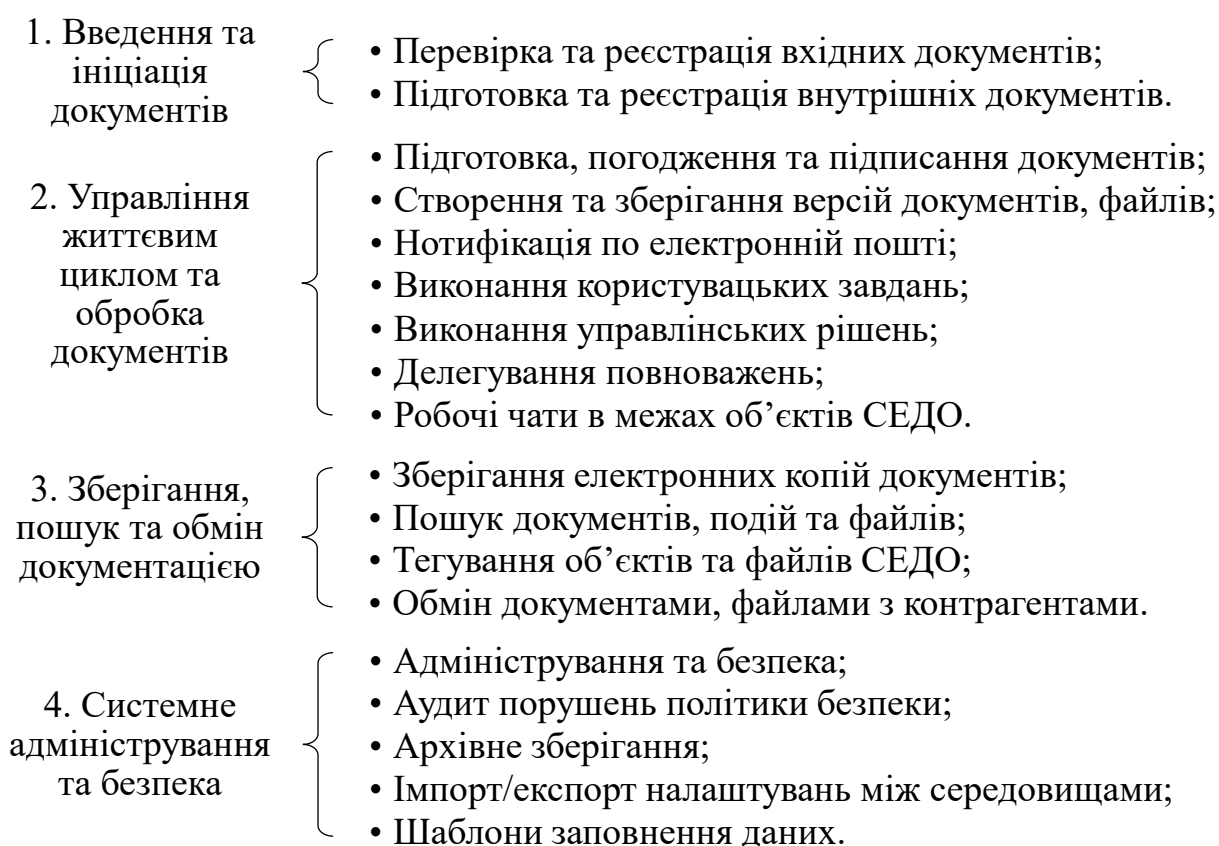 1. Введення та
ініціація
документів
• Перевірка та реєстрація вхідних документів;
• Підготовка та реєстрація внутрішніх документів.
2. Управління
життєвим
циклом та
обробка
документів
• Підготовка, погодження та підписання документів;
• Створення та зберігання версій документів, файлів;
• Нотифікація по електронній пошті;
• Виконання користувацьких завдань;
• Виконання управлінських рішень;
• Делегування повноважень;
• Робочі чати в межах об’єктів СЕДО.
3. Зберігання,
пошук та обмін
документацією
• Зберігання електронних копій документів;
• Пошук документів, подій та файлів;
• Тегування об’єктів та файлів СЕДО;
• Обмін документами, файлами з контрагентами.
4. Системне
адміністрування
та безпека
• Адміністрування та безпека;
• Аудит порушень політики безпеки;
• Архівне зберігання;
• Імпорт/експорт налаштувань між середовищами;
• Шаблони заповнення даних.